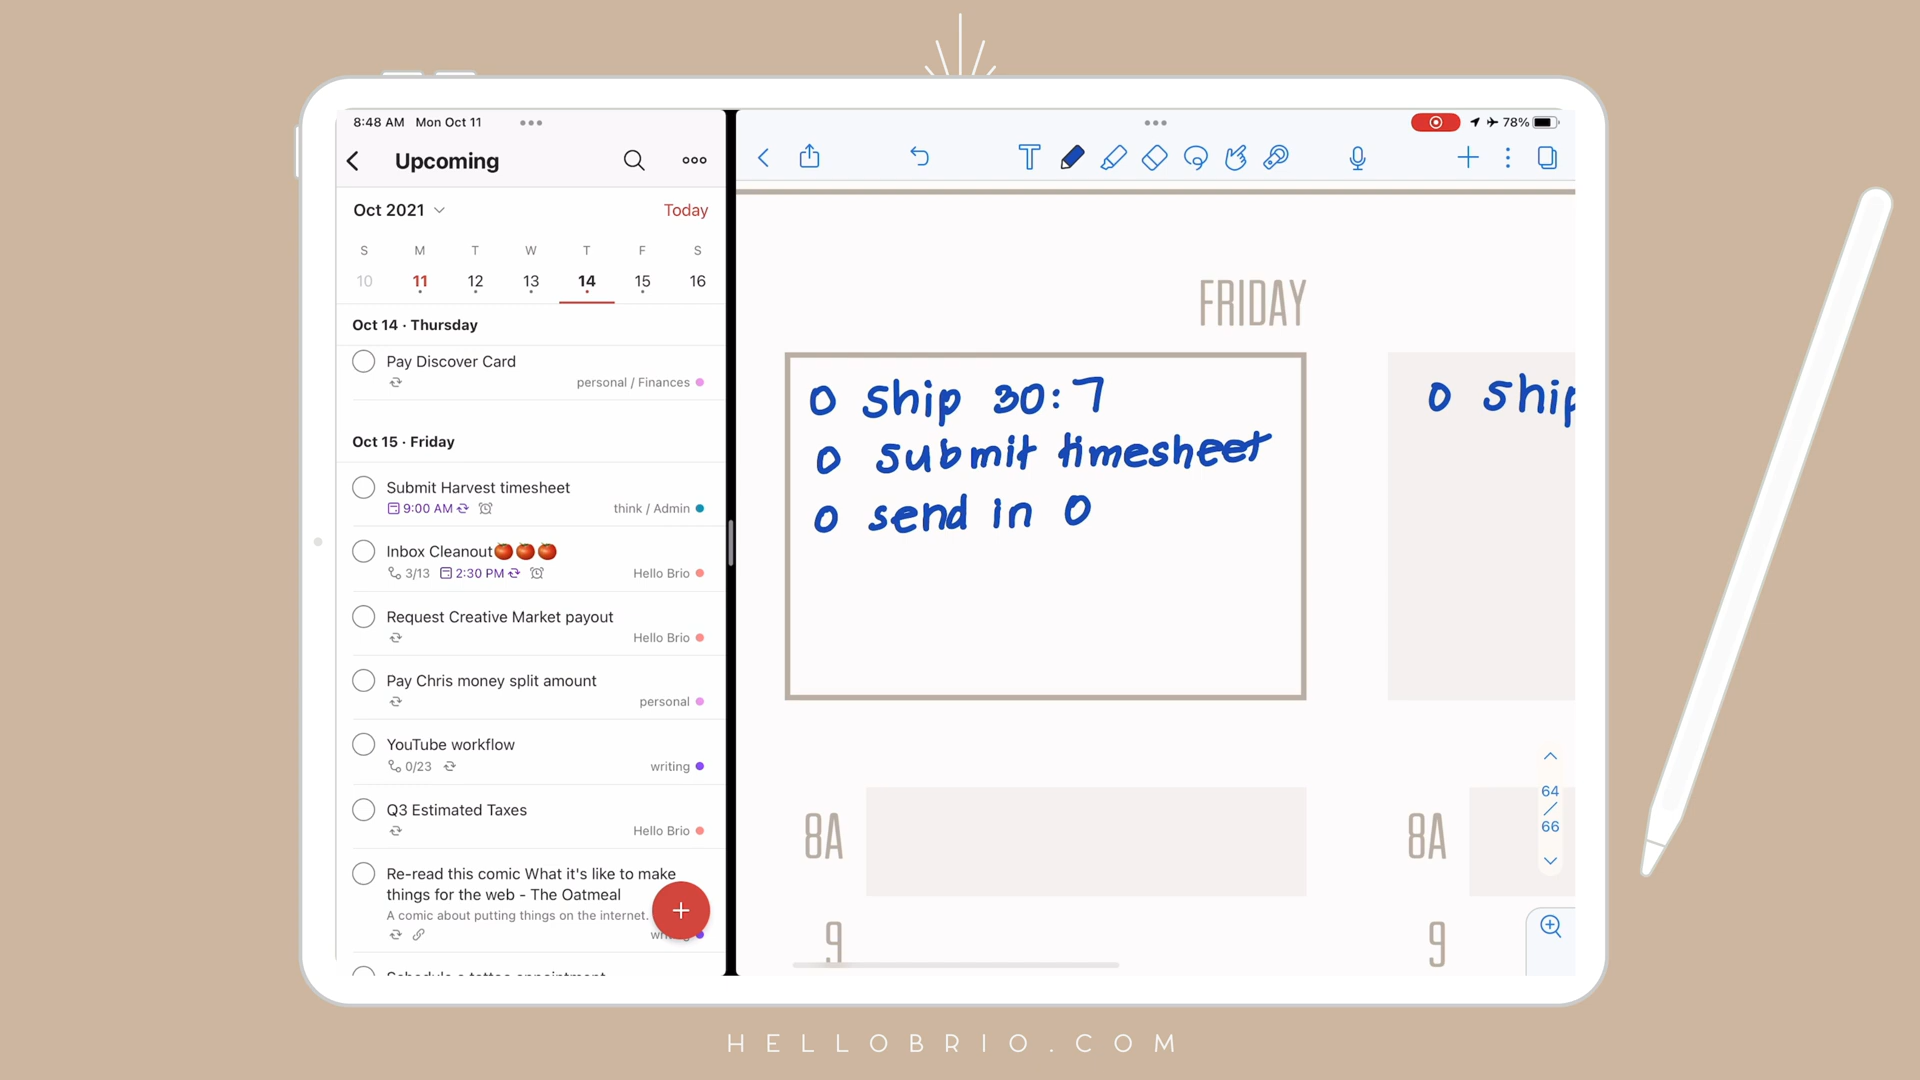 8:48 AM Mon Oct 11
Upcoming
Oct 2021
Today
S M T W T F S
10 11 12 13 14 15 16
Oct 14 · Thursday
Pay Discover Card
personal / Finances
Oct 15 · Friday
Submit Harvest timesheet
9:00 AM
think / Admin
Inbox Cleanout🍅🍅🍅
3/13 2:30 PM
Hello Brio
Request Creative Market payout
Hello Brio
Pay Chris money split amount
personal
YouTube workflow
0/23
writing
Q3 Estimated Taxes
Hello Brio
Re-read this comic What it's like to make
things for the web - The Oatmeal
A comic about putting things on the internet.
78%
FRIDAY
O Ship 30:7
O submit timesheet
O send in O
O Ship
8A
9
8A
9
64
/
66
HELLOBRIO.COM